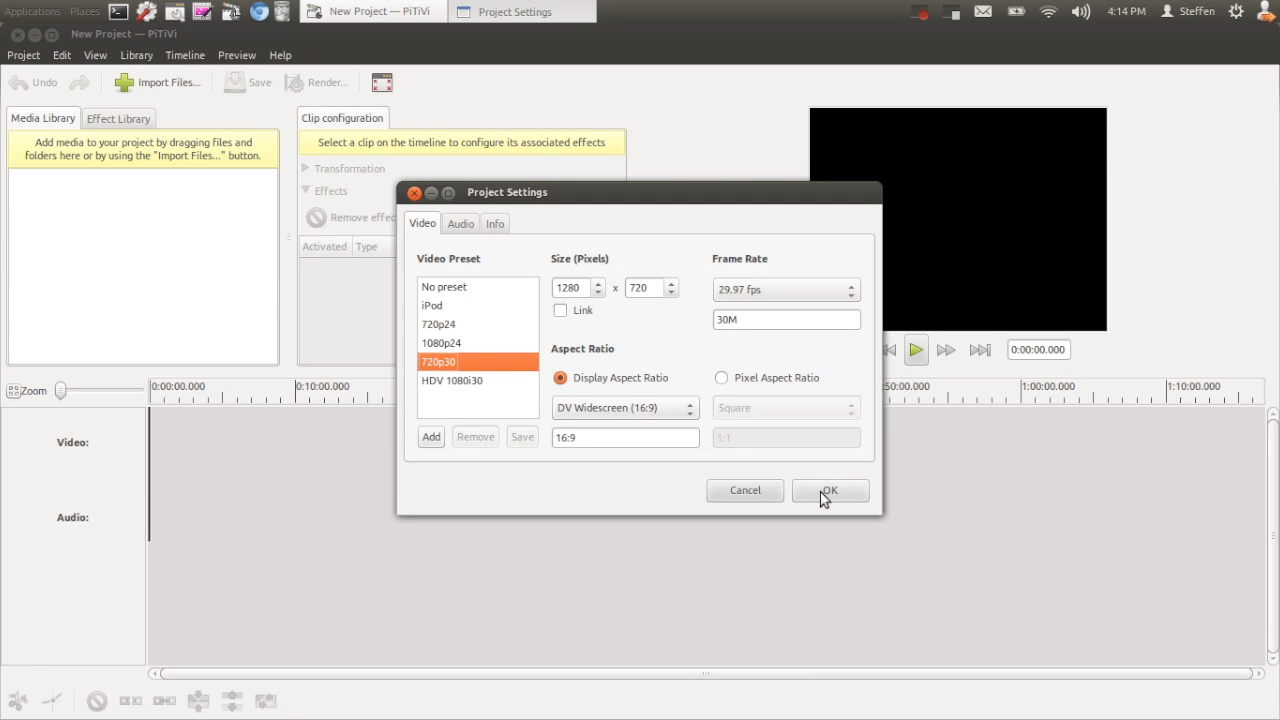 Applications Places New Project — PiTiVi Project Settings 4:14 PM Steffen
New Project — PiTiVi
Project Edit View Library Timeline Preview Help
Undo Import Files... Save Render...
Media Library Effect Library
Add media to your project by dragging files and
folders here or by using the "Import Files..." button.
Clip configuration
Select a clip on the timeline to configure its associated effects
Transformation
Effects
Remove effec
Activated Type
Project Settings
Video Audio Info
Video Preset
No preset
iPod
720p24
1080p24
720p30
HDV 1080i30
Add Remove Save
Size (Pixels)
1280 x 720
Link
Frame Rate
29.97 fps
30M
Aspect Ratio
Display Aspect Ratio Pixel Aspect Ratio
DV Widescreen (16:9) Square
16:9 1:1
Cancel OK
0:00:00.000
Zoom 0:00:00.000 0:10:00.000 :50:00.000 1:00:00.000 1:10:00.000
Video:
Audio: